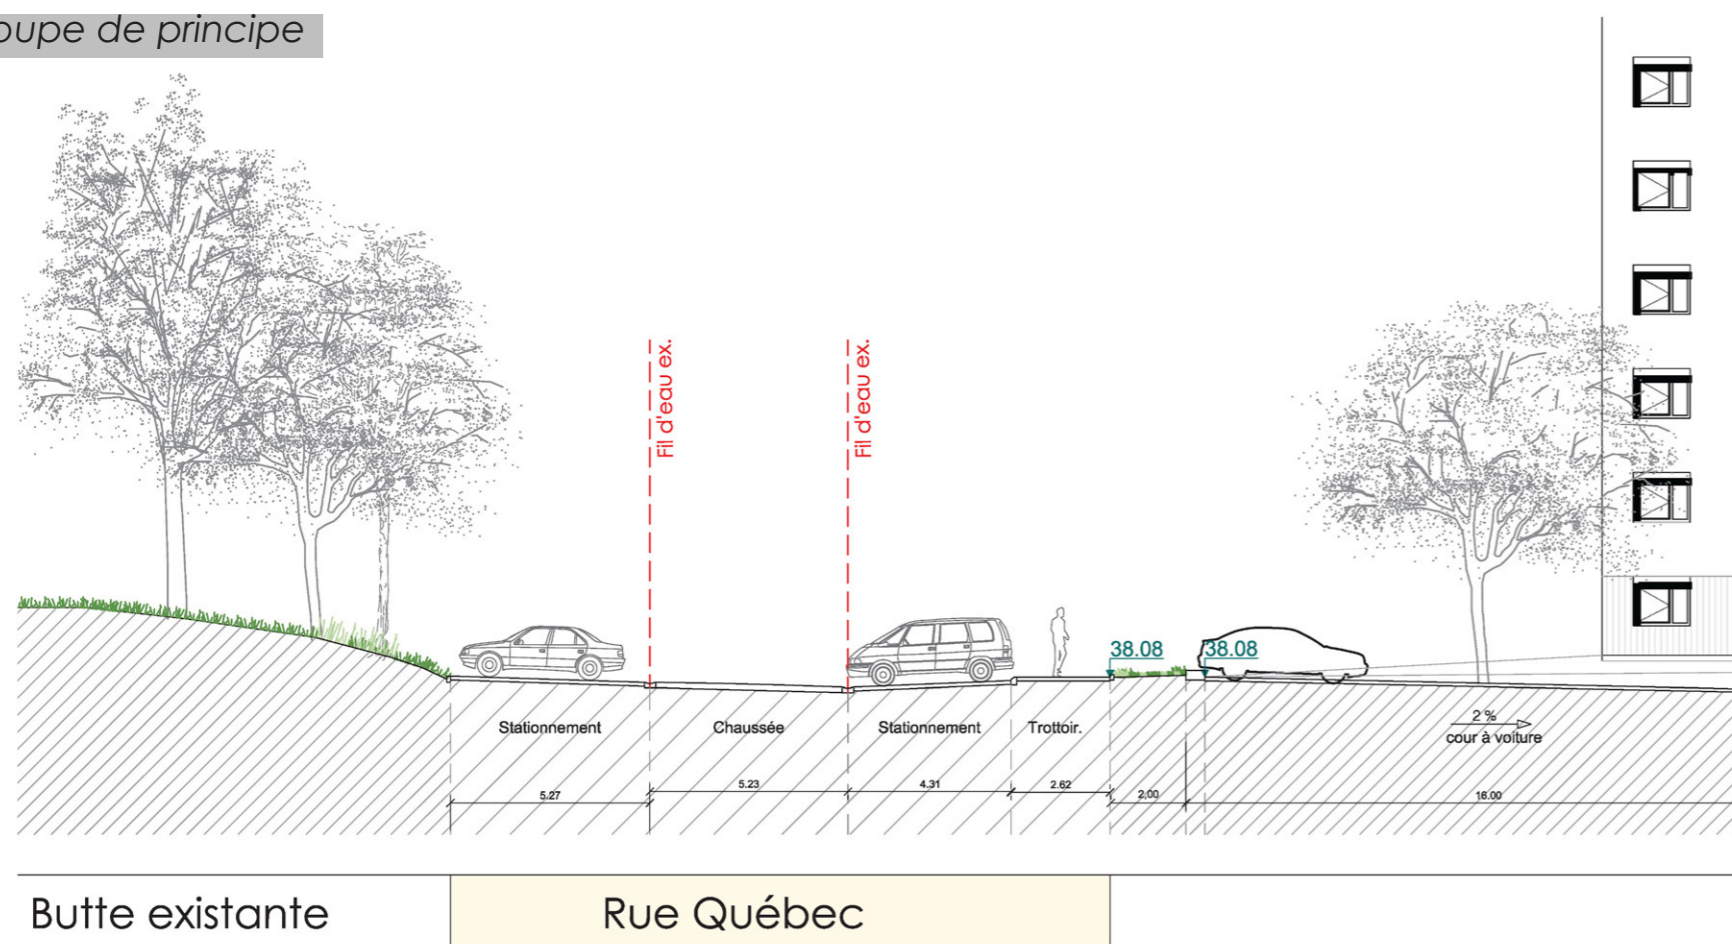 oupe de principe
Fil d'eau ex.
Fil d'eau ex.
38.08
38.08
Stationnement
Chaussée
Stationnement
Trottoir.
2 %
cour à voiture
5.27
5.23
4.31
2.62
2,00
16.00
Butte existante
Rue Québec